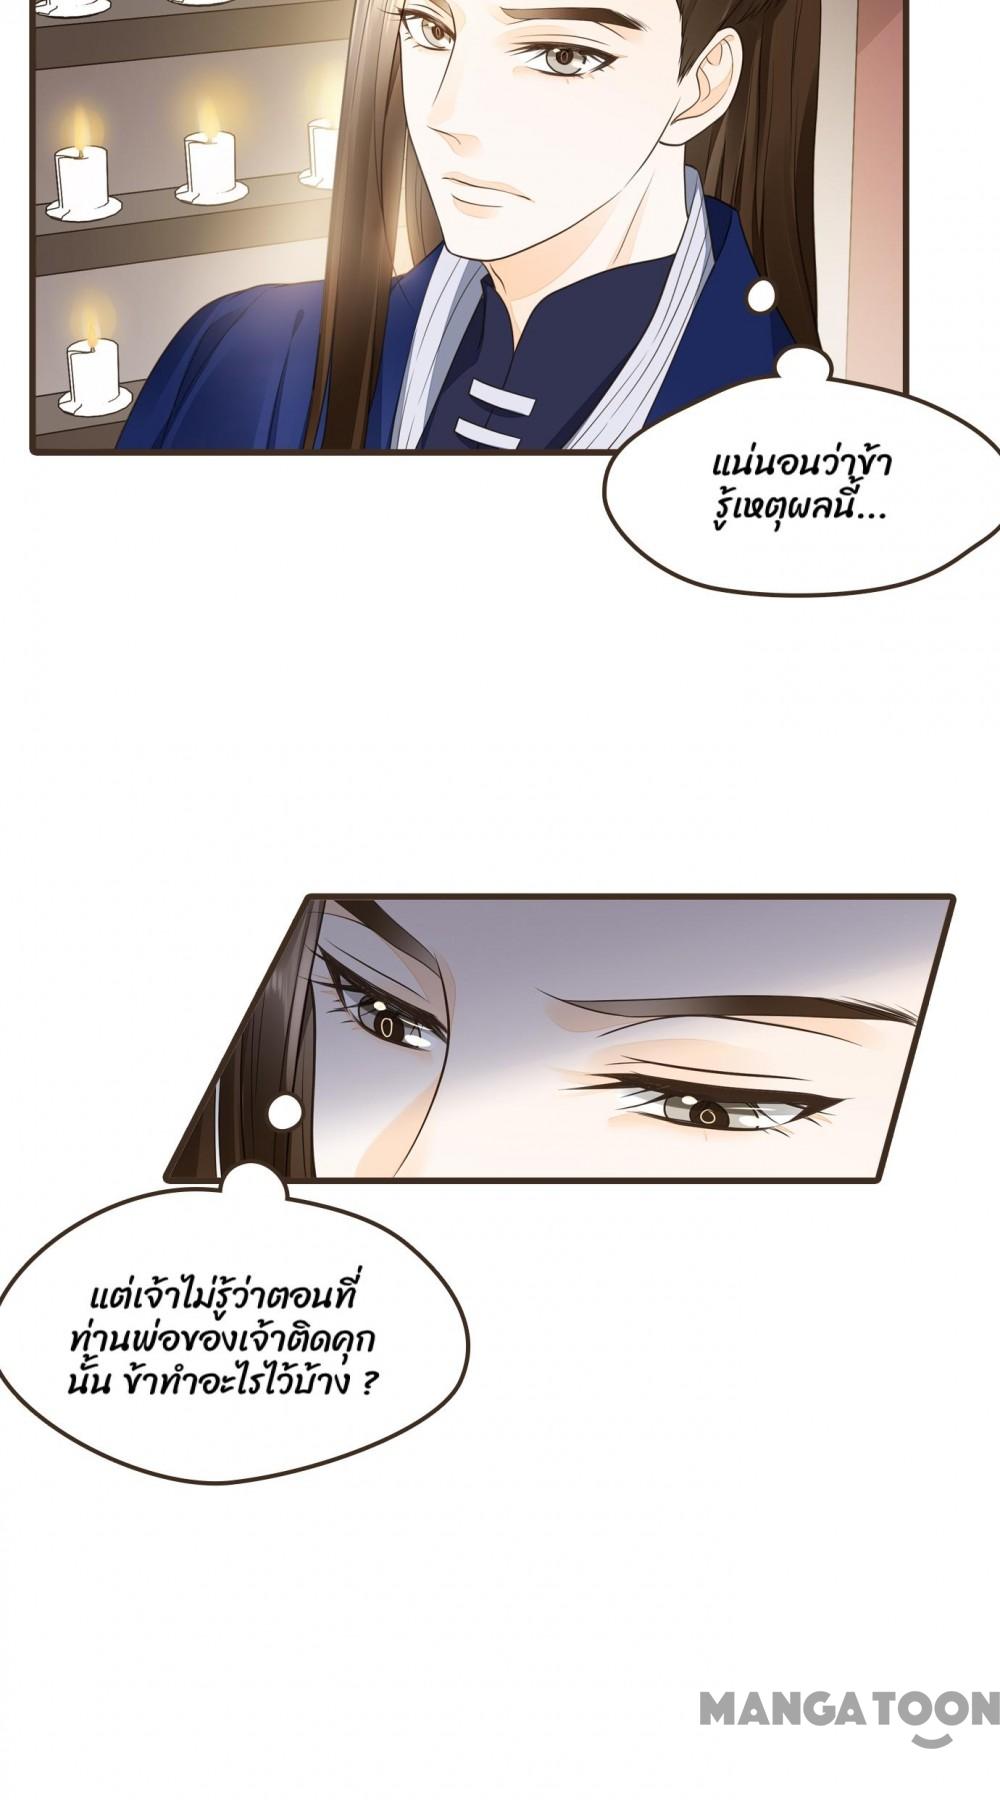 แน่นอนว่าข้า
รู้เหตุผลนี้...
แต่เจ้าไม่รู้ว่าตอนที่
ท่านพ่อของเจ้าติดคุก
นั้น ข้าทำอะไรไว้บ้าง ?
MANGATOON